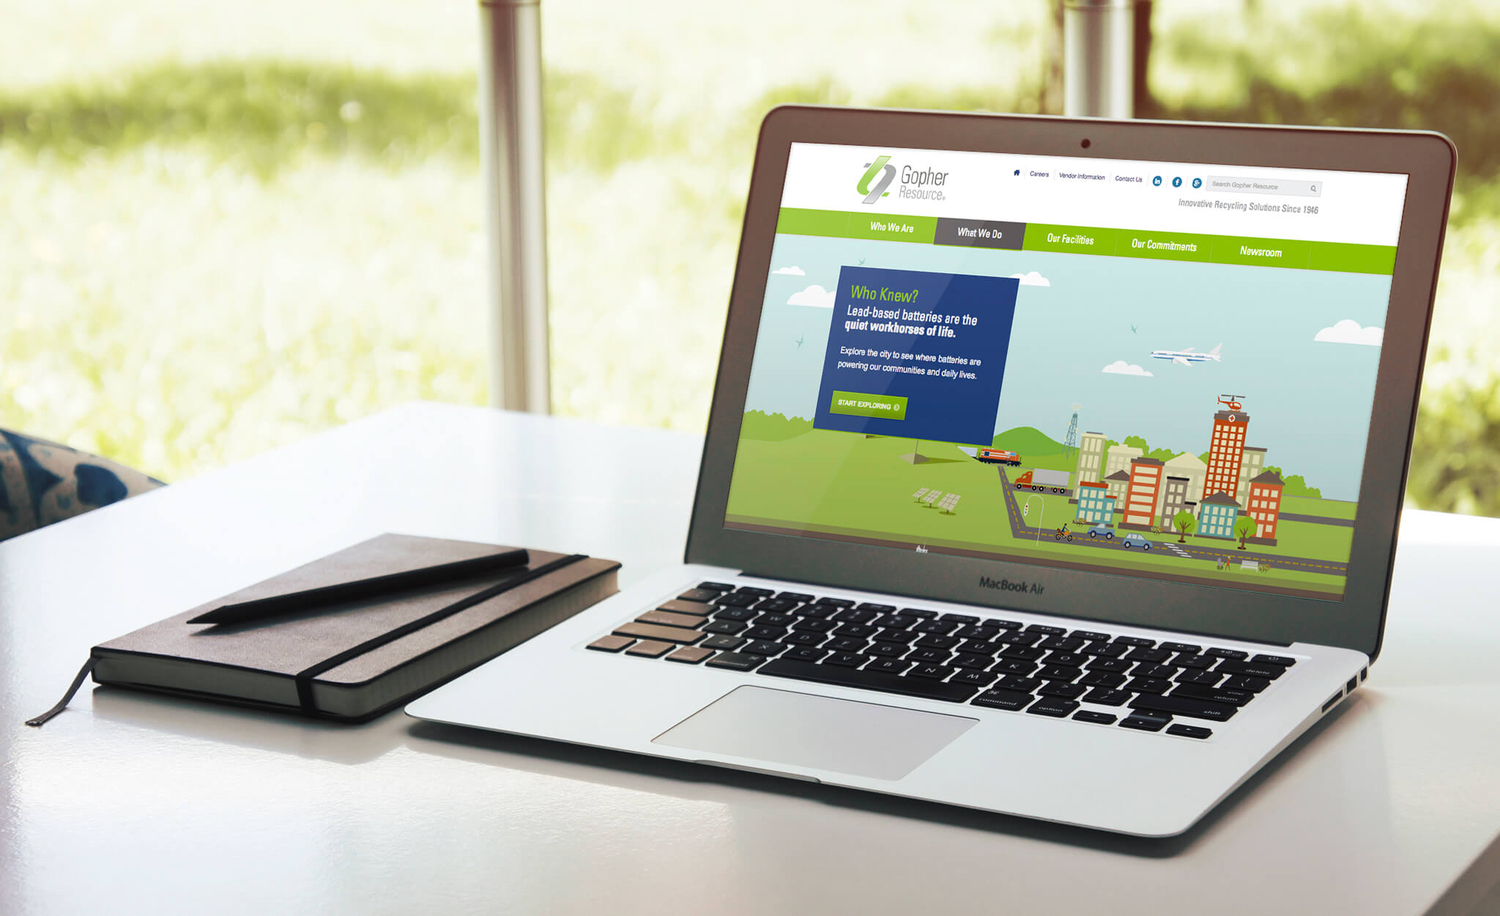 Gopher
Resource®
Careers
Vendor Information
Contact Us
Search Gopher Resource
Innovative Recycling Solutions Since 1946
Who We Are
What We Do
Our Facilities
Our Commitments
Newsroom
Who Knew?
Lead-based batteries are the
quiet workhorses of life.
Explore the city to see where batteries are
powering our communities and daily lives.
START EXPLORING
MacBook Air